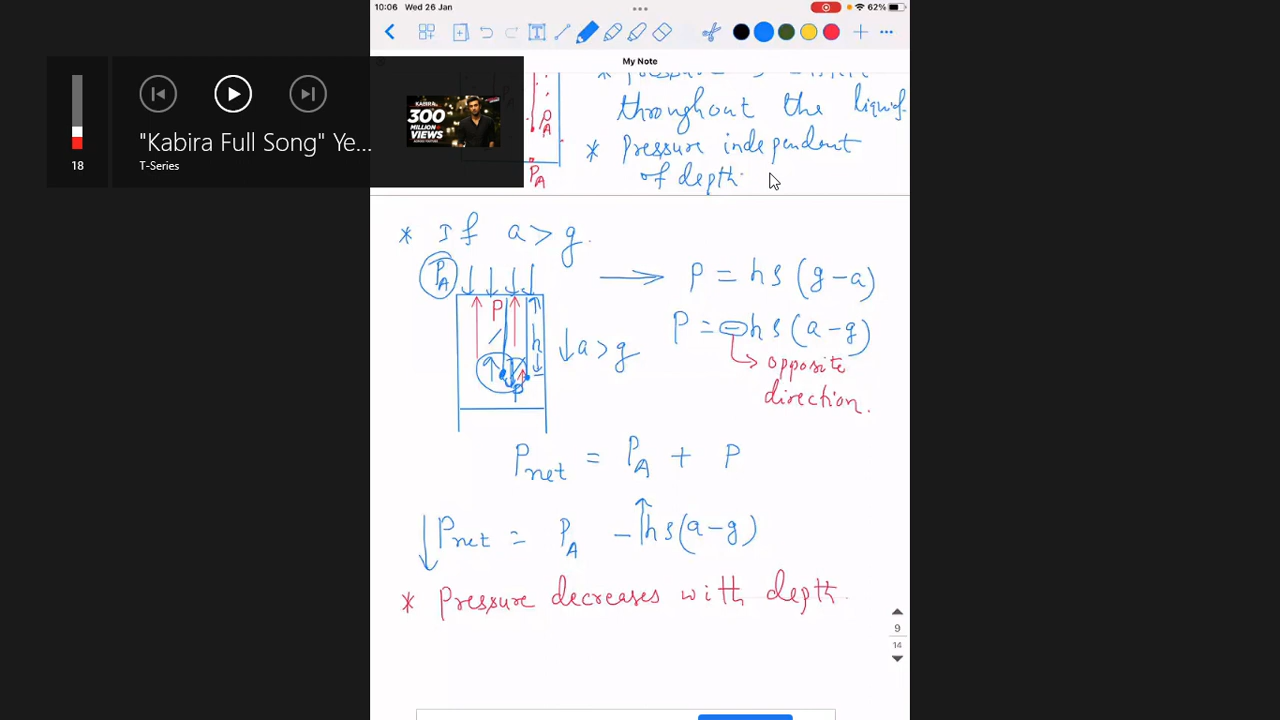 10:06 Wed 26 Jan
62%
My Note
18
"Kabira Full Song" Ye...
T-Series
KABIRA
300
MILLION+
VIEWS
throughout the liquid.
* Pressure independent
of depth.
P_A
P_A
* If a > g.
P_A
P
h
P
↓a > g
→ P = hρ(g-a)
P = -hρ(a-g)
→ opposite
direction.
P_net = P_A + P
↓P_net = P_A - ↑hρ(a-g)
* Pressure decreases with depth.
9
14